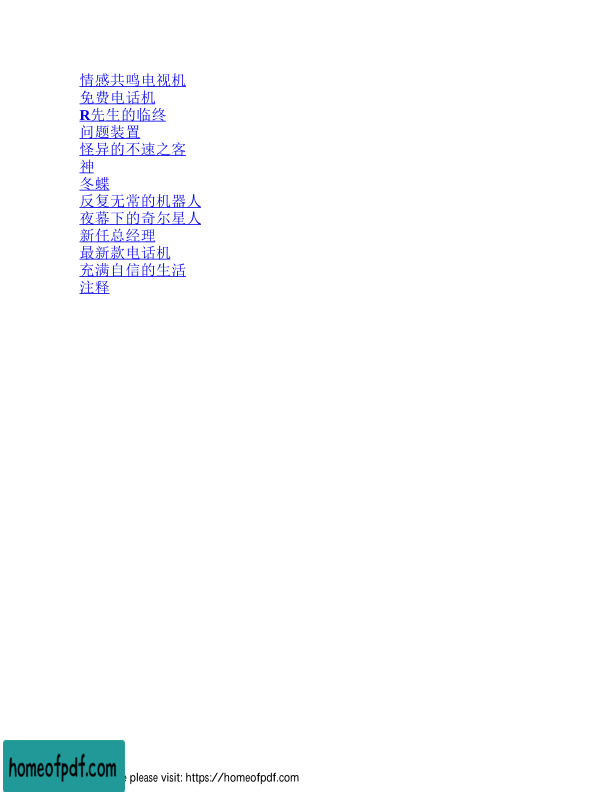 情感共鸣电视机
免费电话机
R先生的临终
问题装置
怪异的不速之客
神
冬蝶
反复无常的机器人
夜幕下的奇尔星人
新任总经理
最新款电话机
充满自信的生活
注释
homeofpdf.com
e please visit: https://homeofpdf.com